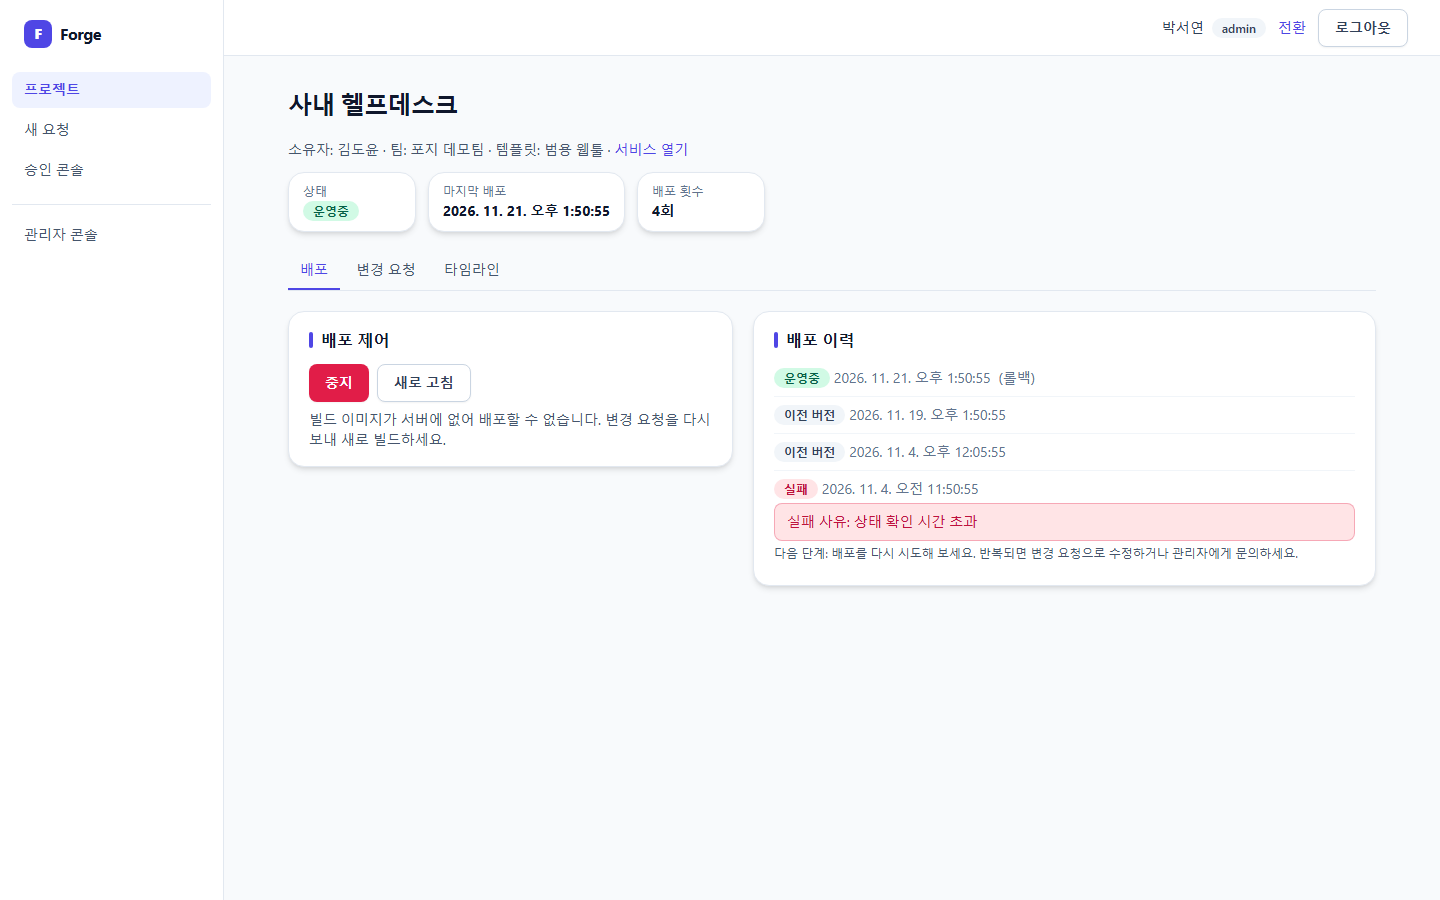 F Forge
프로젝트
새 요청
승인 콘솔
관리자 콘솔
박서연 admin 전환 로그아웃
사내 헬프데스크
소유자: 김도윤 · 팀: 포지 데모팀 · 템플릿: 범용 웹툴 · 서비스 열기
상태
운영중
마지막 배포
2026. 11. 21. 오후 1:50:55
배포 횟수
4회
배포 변경 요청 타임라인
배포 제어
중지 새로 고침
빌드 이미지가 서버에 없어 배포할 수 없습니다. 변경 요청을 다시
보내 새로 빌드하세요.
배포 이력
운영중 2026. 11. 21. 오후 1:50:55 (롤백)
이전 버전 2026. 11. 19. 오후 1:50:55
이전 버전 2026. 11. 4. 오후 12:05:55
실패 2026. 11. 4. 오전 11:50:55
실패 사유: 상태 확인 시간 초과
다음 단계: 배포를 다시 시도해 보세요. 반복되면 변경 요청으로 수정하거나 관리자에게 문의하세요.